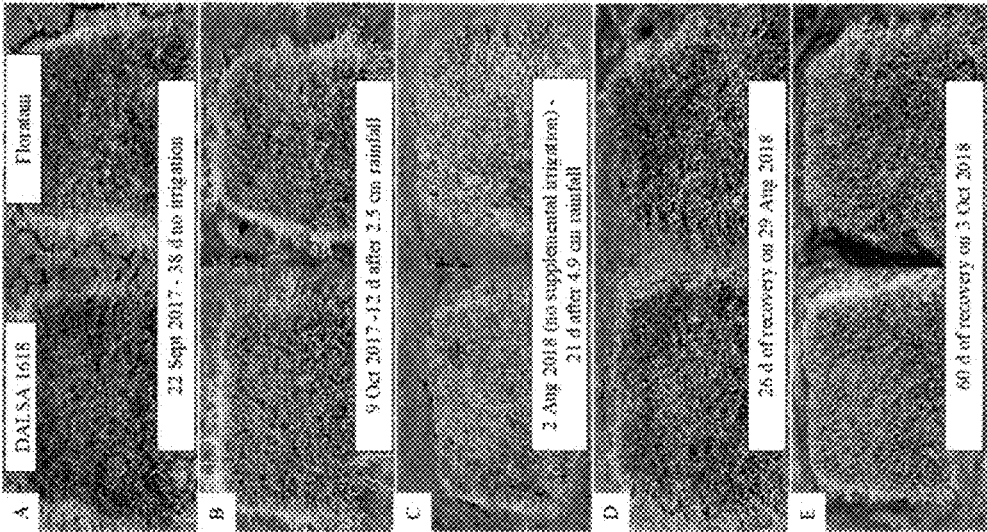 A
DALSA 1618
Floratam
22 Sept 2017 - 38 d no irrigation
B
9 Oct 2017 -12 d after 2.5 cm rainfall
C
2 Aug 2018 (no supplemental irrigation) -
21 d after 4.9 cm rainfall
D
26 d of recovery on 29 Aug 2018
E
60 d of recovery on 3 Oct 2018